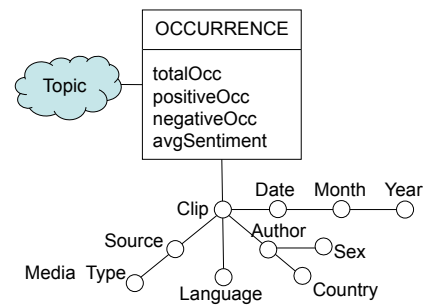 OCCURRENCE
totalOcc
positiveOcc
negativeOcc
avgSentiment
Topic
Date Month Year
Clip
Author
Source
Sex
Media Type
Country
Language